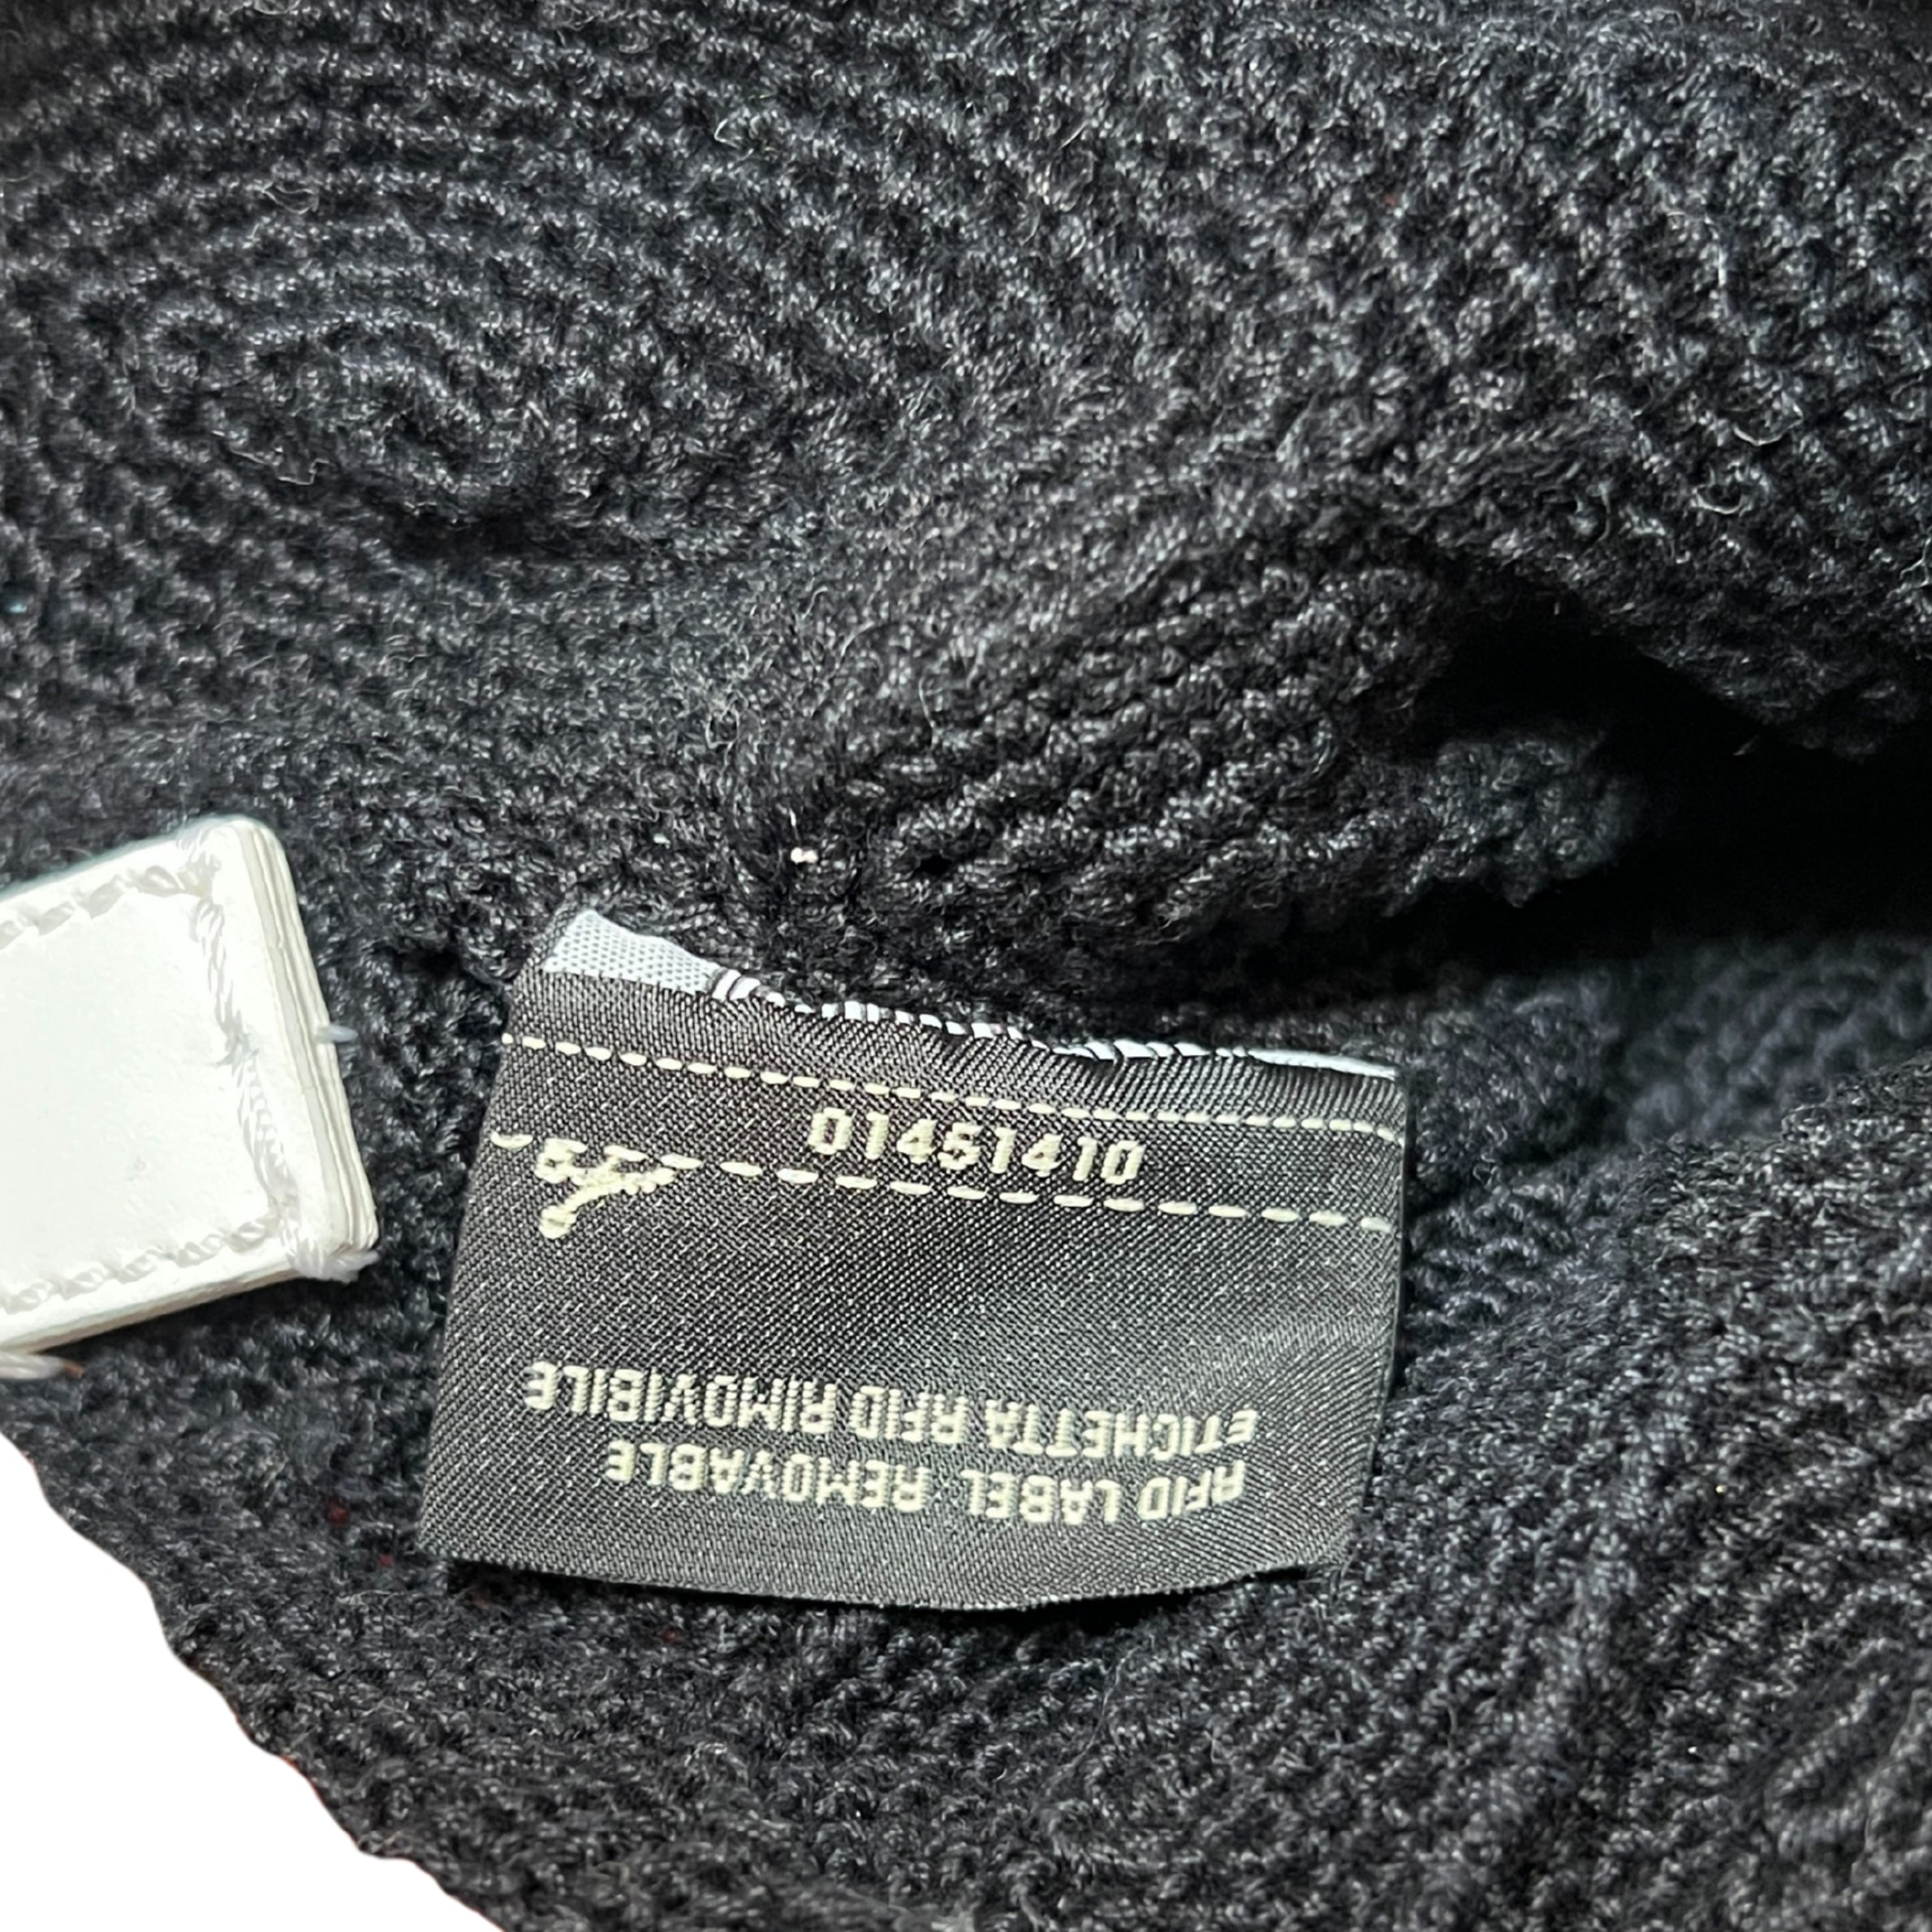 01451410
RFID LABEL REMOVABLE
ETICHETTA RFID RIMOVIBILE